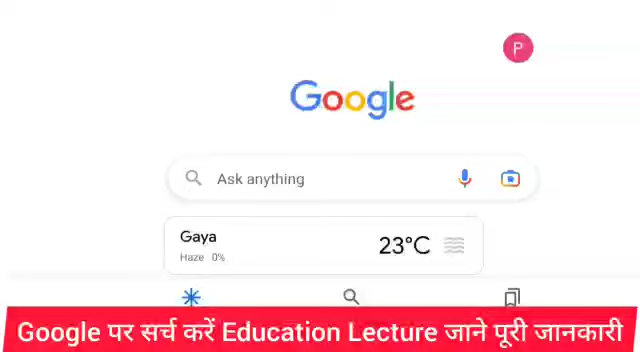 P
Google
Ask anything
Gaya
23°C
Haze 0%
Google पर सर्च करें Education Lecture जाने पूरी जानकारी